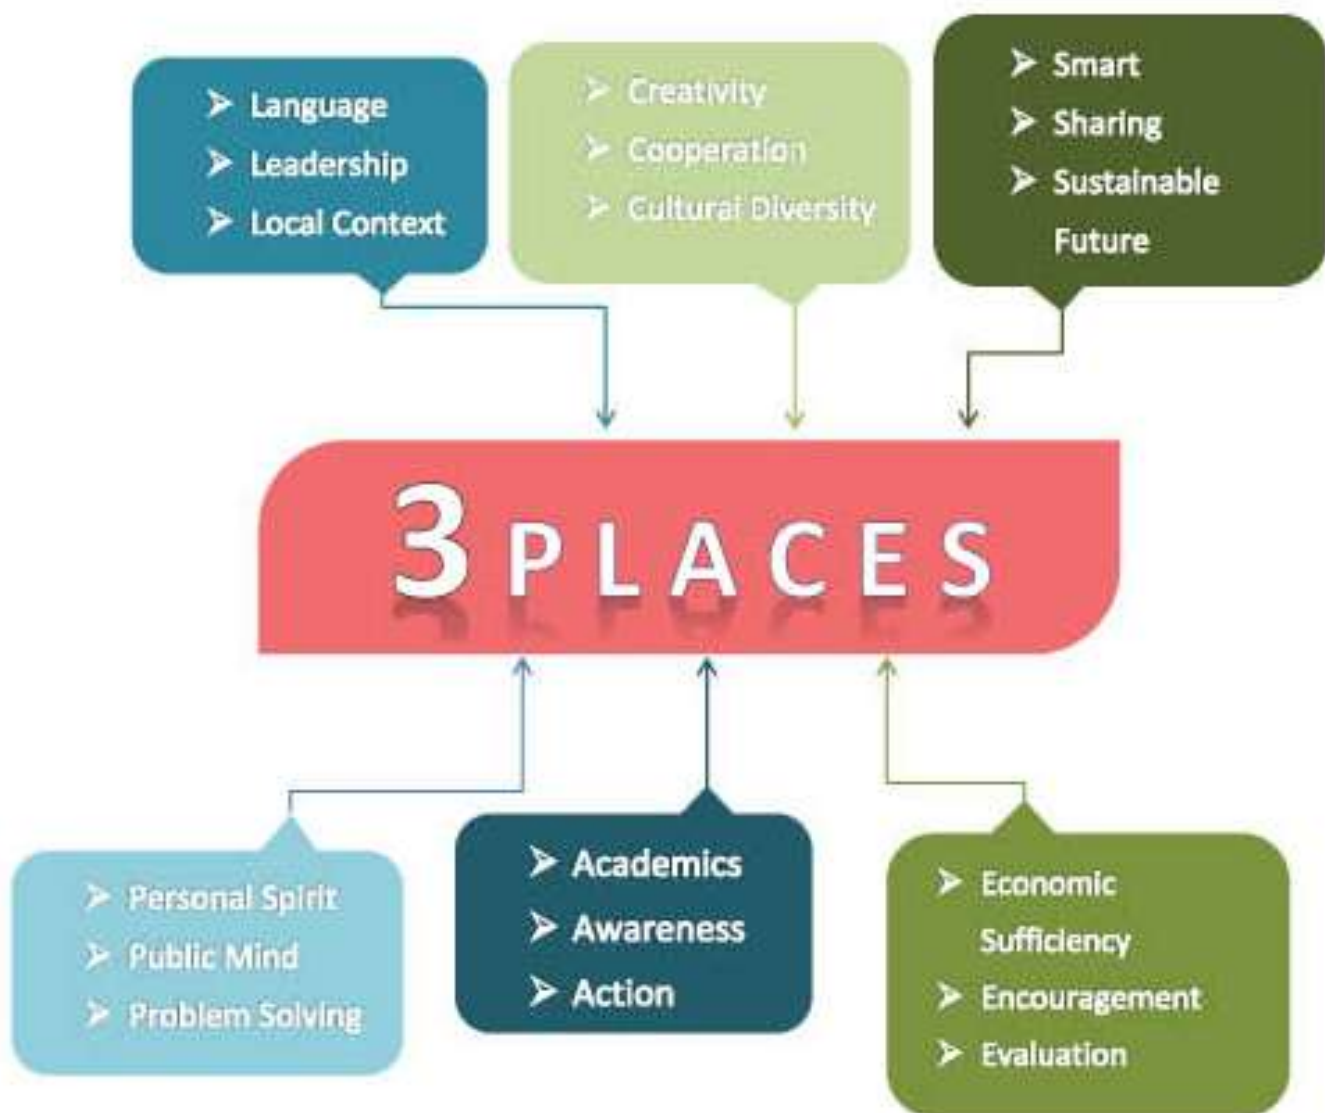 ➢ Language
➢ Leadership
➢ Local Context
➢ Creativity
➢ Cooperation
➢ Cultural Diversity
➢ Smart
➢ Sharing
➢ Sustainable
Future
3 PLACES
➢ Personal Spirit
➢ Public Mind
➢ Problem Solving
➢ Academics
➢ Awareness
➢ Action
➢ Economic
Sufficiency
➢ Encouragement
➢ Evaluation